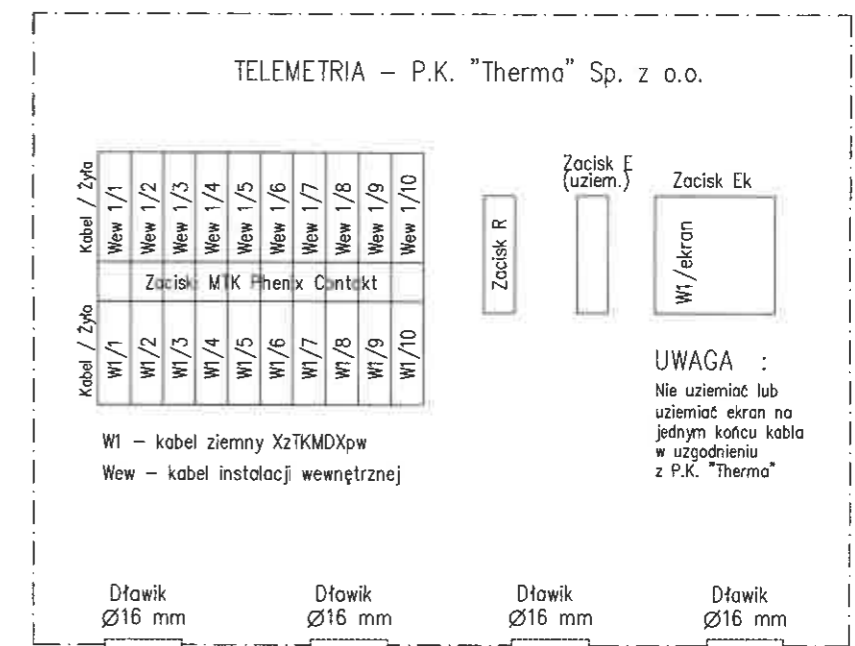 TELEMETRIA – P.K. "Therma" Sp. z o.o.
Kabel / Żyła
Wew 1/1
Wew 1/2
Wew 1/3
Wew 1/4
Wew 1/5
Wew 1/6
Wew 1/7
Wew 1/8
Wew 1/9
Wew 1/10
Zacisk MTK Phenix Contakt
Kabel / Żyła
W1/1
W1/2
W1/3
W1/4
W1/5
W1/6
W1/7
W1/8
W1/9
W1/10
Zacisk R
Zacisk E
(uziem.)
Zacisk Ek
W1/ekran
W1 – kabel ziemny XzTKMDXpw
Wew – kabel instalacji wewnętrznej
UWAGA :
Nie uziemiać lub
uziemiać ekran na
jednym końcu kabla
w uzgodnieniu
z P.K. "Therma"
Dławik
Ø16 mm
Dławik
Ø16 mm
Dławik
Ø16 mm
Dławik
Ø16 mm